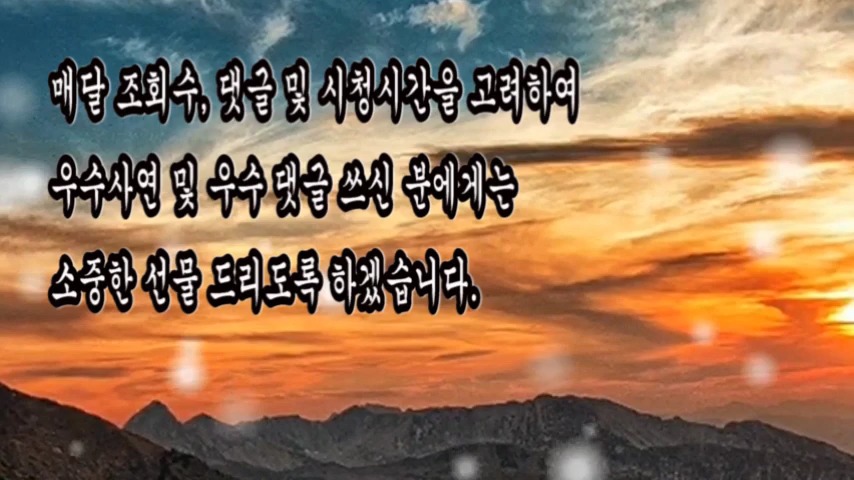 매달 조회수, 댓글 및 시청시간을 고려하여
우수사연 및 우수 댓글 쓰신 분에게는
소중한 선물 드리도록 하겠습니다.